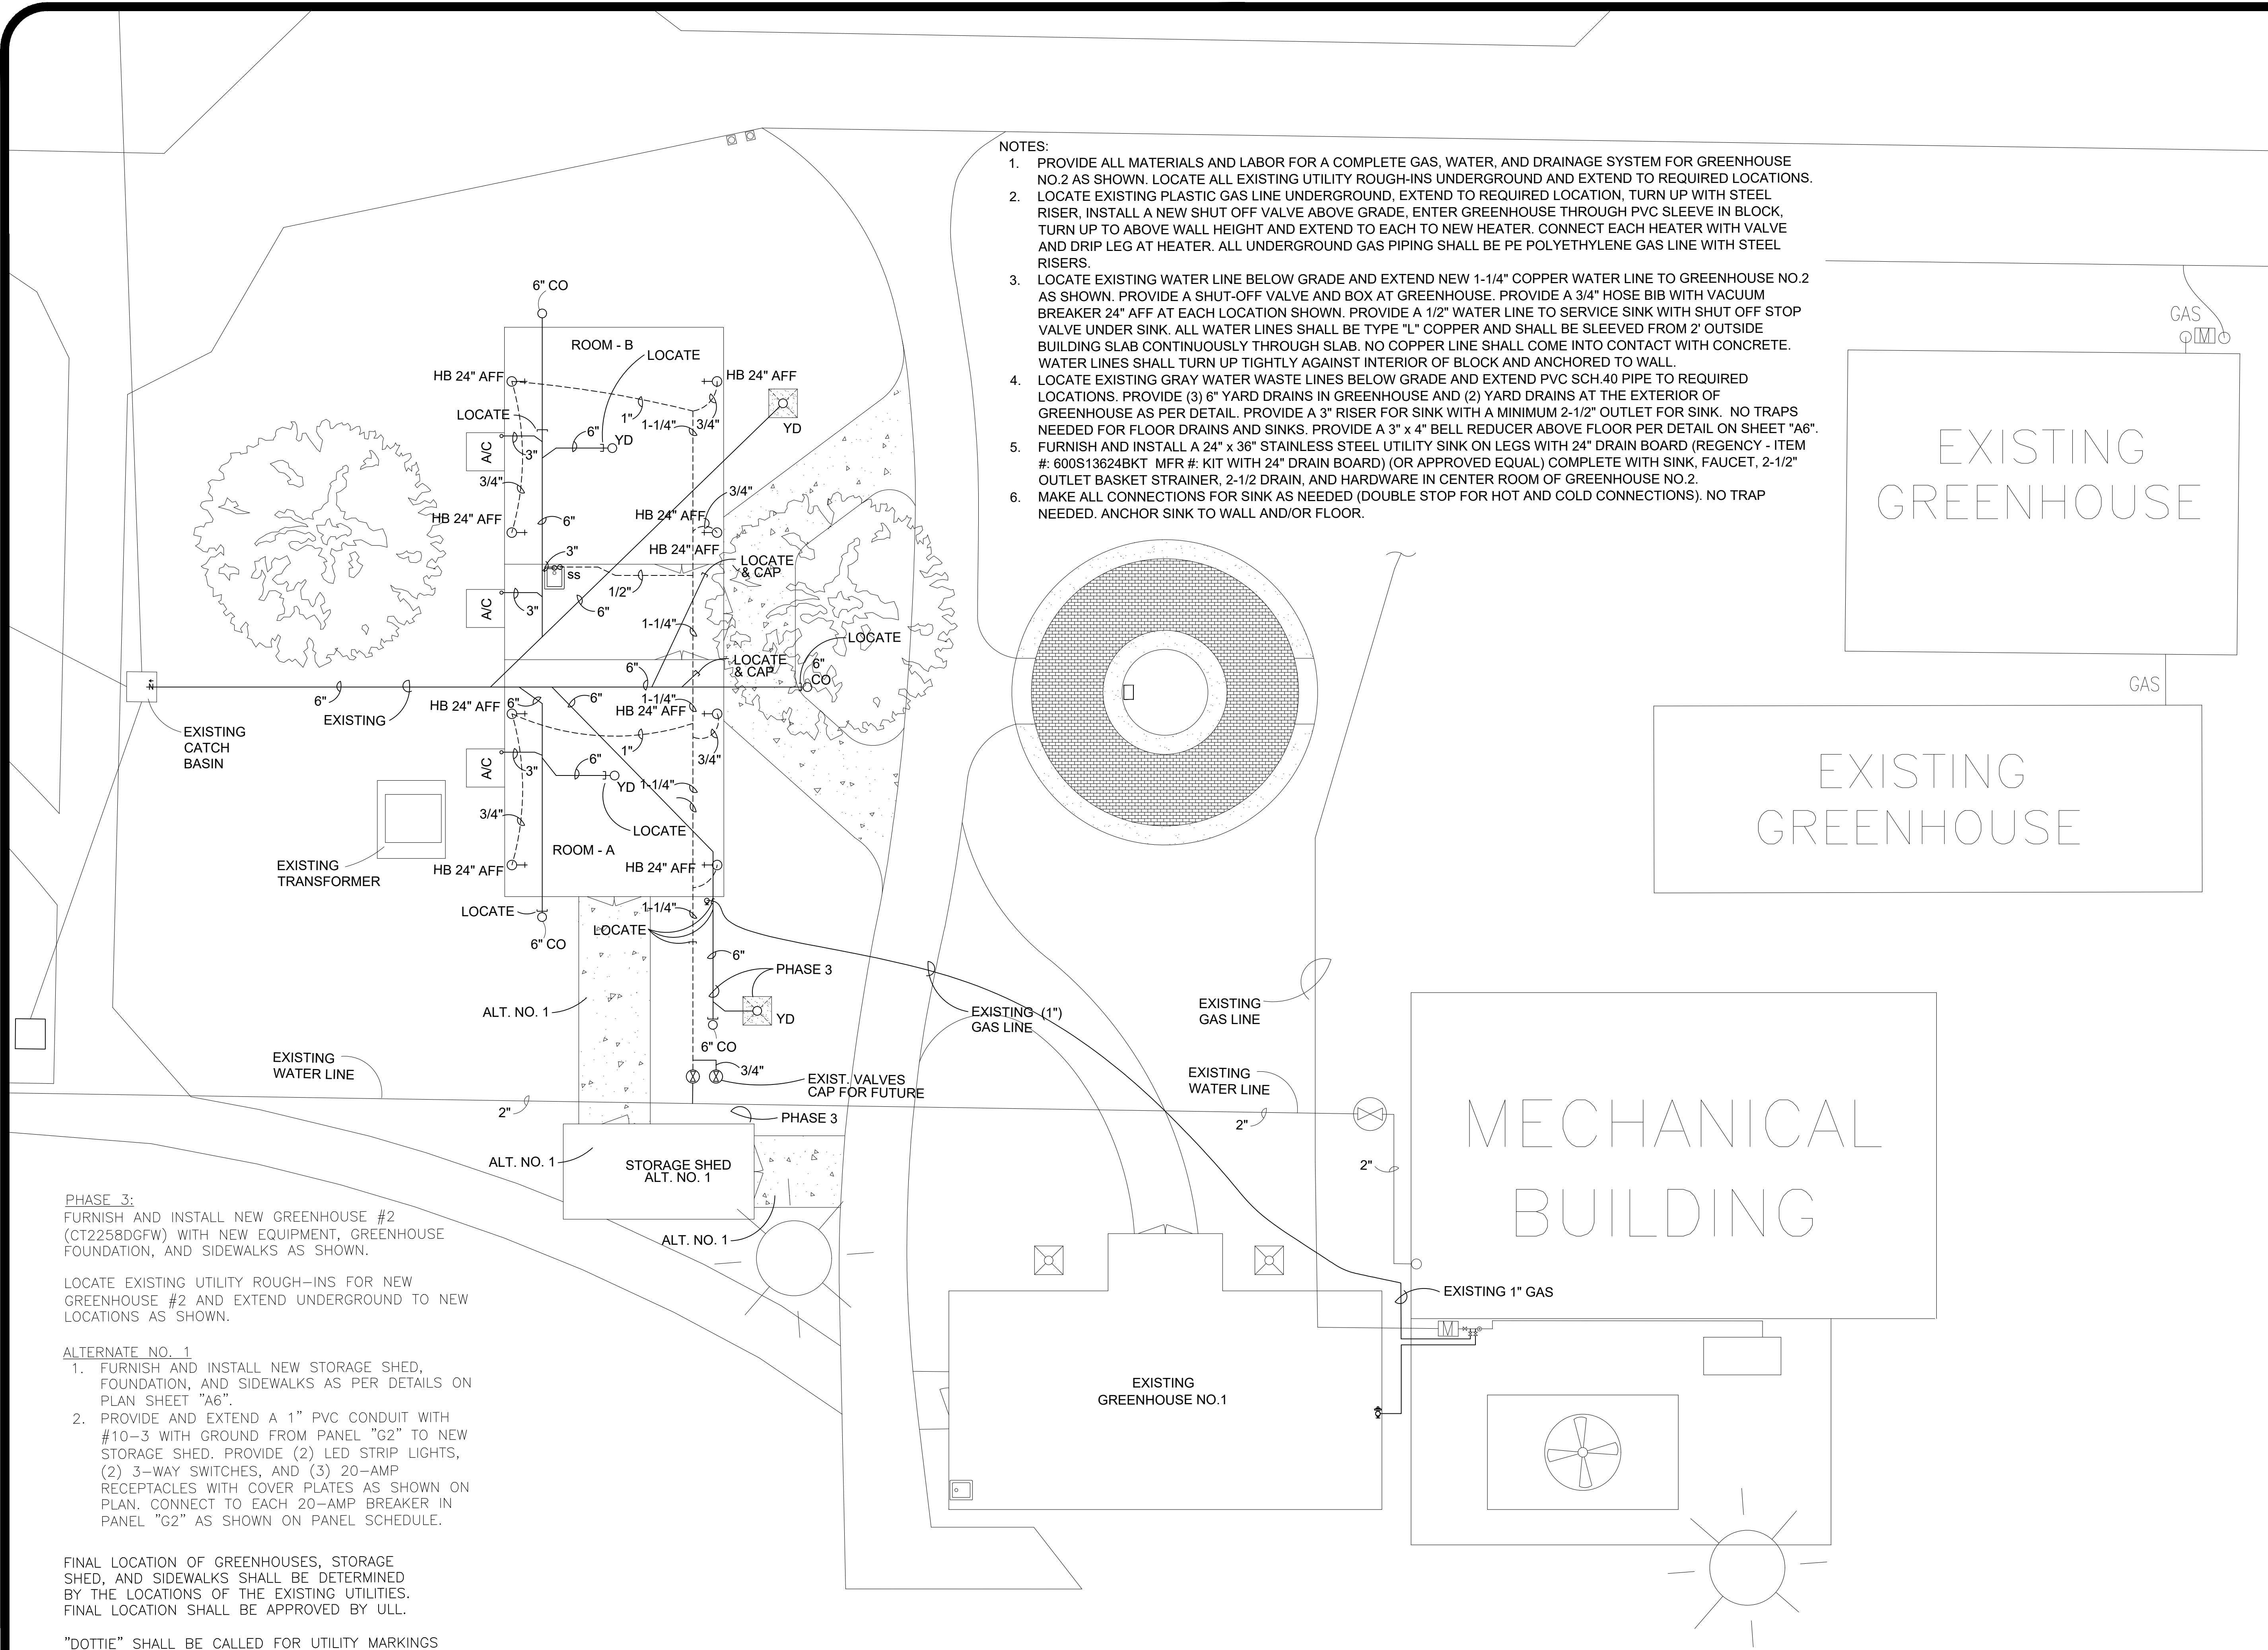 NOTES:
1. PROVIDE ALL MATERIALS AND LABOR FOR A COMPLETE GAS, WATER, AND DRAINAGE SYSTEM FOR GREENHOUSE
NO.2 AS SHOWN. LOCATE ALL EXISTING UTILITY ROUGH-INS UNDERGROUND AND EXTEND TO REQUIRED LOCATIONS.
2. LOCATE EXISTING PLASTIC GAS LINE UNDERGROUND, EXTEND TO REQUIRED LOCATION, TURN UP WITH STEEL
RISER, INSTALL A NEW SHUT OFF VALVE ABOVE GRADE, ENTER GREENHOUSE THROUGH PVC SLEEVE IN BLOCK,
TURN UP TO ABOVE WALL HEIGHT AND EXTEND TO EACH TO NEW HEATER. CONNECT EACH HEATER WITH VALVE
AND DRIP LEG AT HEATER. ALL UNDERGROUND GAS PIPING SHALL BE PE POLYETHYLENE GAS LINE WITH STEEL
RISERS.
3. LOCATE EXISTING WATER LINE BELOW GRADE AND EXTEND NEW 1-1/4" COPPER WATER LINE TO GREENHOUSE NO.2
AS SHOWN. PROVIDE A SHUT-OFF VALVE AND BOX AT GREENHOUSE. PROVIDE A 3/4" HOSE BIB WITH VACUUM
BREAKER 24" AFF AT EACH LOCATION SHOWN. PROVIDE A 1/2" WATER LINE TO SERVICE SINK WITH SHUT OFF STOP
VALVE UNDER SINK. ALL WATER LINES SHALL BE TYPE "L" COPPER AND SHALL BE SLEEVED FROM 2' OUTSIDE
BUILDING SLAB CONTINUOUSLY THROUGH SLAB. NO COPPER LINE SHALL COME INTO CONTACT WITH CONCRETE.
WATER LINES SHALL TURN UP TIGHTLY AGAINST INTERIOR OF BLOCK AND ANCHORED TO WALL.
4. LOCATE EXISTING GRAY WATER WASTE LINES BELOW GRADE AND EXTEND PVC SCH.40 PIPE TO REQUIRED
LOCATIONS. PROVIDE (3) 6" YARD DRAINS IN GREENHOUSE AND (2) YARD DRAINS AT THE EXTERIOR OF
GREENHOUSE AS PER DETAIL. PROVIDE A 3" RISER FOR SINK WITH A MINIMUM 2-1/2" OUTLET FOR SINK. NO TRAPS
NEEDED FOR FLOOR DRAINS AND SINKS. PROVIDE A 3" x 4" BELL REDUCER ABOVE FLOOR PER DETAIL ON SHEET "A6".
5. FURNISH AND INSTALL A 24" x 36" STAINLESS STEEL UTILITY SINK ON LEGS WITH 24" DRAIN BOARD (REGENCY - ITEM
#: 600S13624BKT MFR #: KIT WITH 24" DRAIN BOARD) (OR APPROVED EQUAL) COMPLETE WITH SINK, FAUCET, 2-1/2"
OUTLET BASKET STRAINER, 2-1/2 DRAIN, AND HARDWARE IN CENTER ROOM OF GREENHOUSE NO.2.
6. MAKE ALL CONNECTIONS FOR SINK AS NEEDED (DOUBLE STOP FOR HOT AND COLD CONNECTIONS). NO TRAP
NEEDED. ANCHOR SINK TO WALL AND/OR FLOOR.
6" CO
ROOM - B
LOCATE
HB 24" AFF
HB 24" AFF
LOCATE
1"
1-1/4"
3/4"
6"
YD
YD
A/C
3"
3/4"
3/4"
HB 24" AFF
6"
HB 24" AFF
3"
HB 24" AFF
SS
LOCATE
& CAP
1/2"
A/C
3"
6"
1-1/4"
LOCATE
6"
LOCATE
& CAP
6"
CO
6"
EXISTING
HB 24" AFF
6"
6"
1-1/4"
HB 24" AFF
EXISTING
CATCH
BASIN
1"
3/4"
A/C
3"
6"
YD
1-1/4"
3/4"
LOCATE
ROOM - A
EXISTING
TRANSFORMER
HB 24" AFF
HB 24" AFF
LOCATE
1-1/4"
LOCATE
6" CO
6"
PHASE 3
ALT. NO. 1
YD
6" CO
EXISTING (1")
GAS LINE
EXISTING
GAS LINE
EXISTING
WATER LINE
3/4"
EXIST. VALVES
CAP FOR FUTURE
EXISTING
WATER LINE
2"
PHASE 3
2"
2"
ALT. NO. 1
STORAGE SHED
ALT. NO. 1
ALT. NO. 1
GAS
M
EXISTING
GREENHOUSE
GAS
EXISTING
GREENHOUSE
MECHANICAL
BUILDING
EXISTING 1" GAS
M
EXISTING
GREENHOUSE NO.1
PHASE 3:
FURNISH AND INSTALL NEW GREENHOUSE #2
(CT2258DGFW) WITH NEW EQUIPMENT, GREENHOUSE
FOUNDATION, AND SIDEWALKS AS SHOWN.
LOCATE EXISTING UTILITY ROUGH-INS FOR NEW
GREENHOUSE #2 AND EXTEND UNDERGROUND TO NEW
LOCATIONS AS SHOWN.
ALTERNATE NO. 1
1. FURNISH AND INSTALL NEW STORAGE SHED,
FOUNDATION, AND SIDEWALKS AS PER DETAILS ON
PLAN SHEET "A6".
2. PROVIDE AND EXTEND A 1" PVC CONDUIT WITH
#10-3 WITH GROUND FROM PANEL "G2" TO NEW
STORAGE SHED. PROVIDE (2) LED STRIP LIGHTS,
(2) 3-WAY SWITCHES, AND (3) 20-AMP
RECEPTACLES WITH COVER PLATES AS SHOWN ON
PLAN. CONNECT TO EACH 20-AMP BREAKER IN
PANEL "G2" AS SHOWN ON PANEL SCHEDULE.
FINAL LOCATION OF GREENHOUSES, STORAGE
SHED, AND SIDEWALKS SHALL BE DETERMINED
BY THE LOCATIONS OF THE EXISTING UTILITIES.
FINAL LOCATION SHALL BE APPROVED BY ULL.
"DOTTIE" SHALL BE CALLED FOR UTILITY MARKINGS